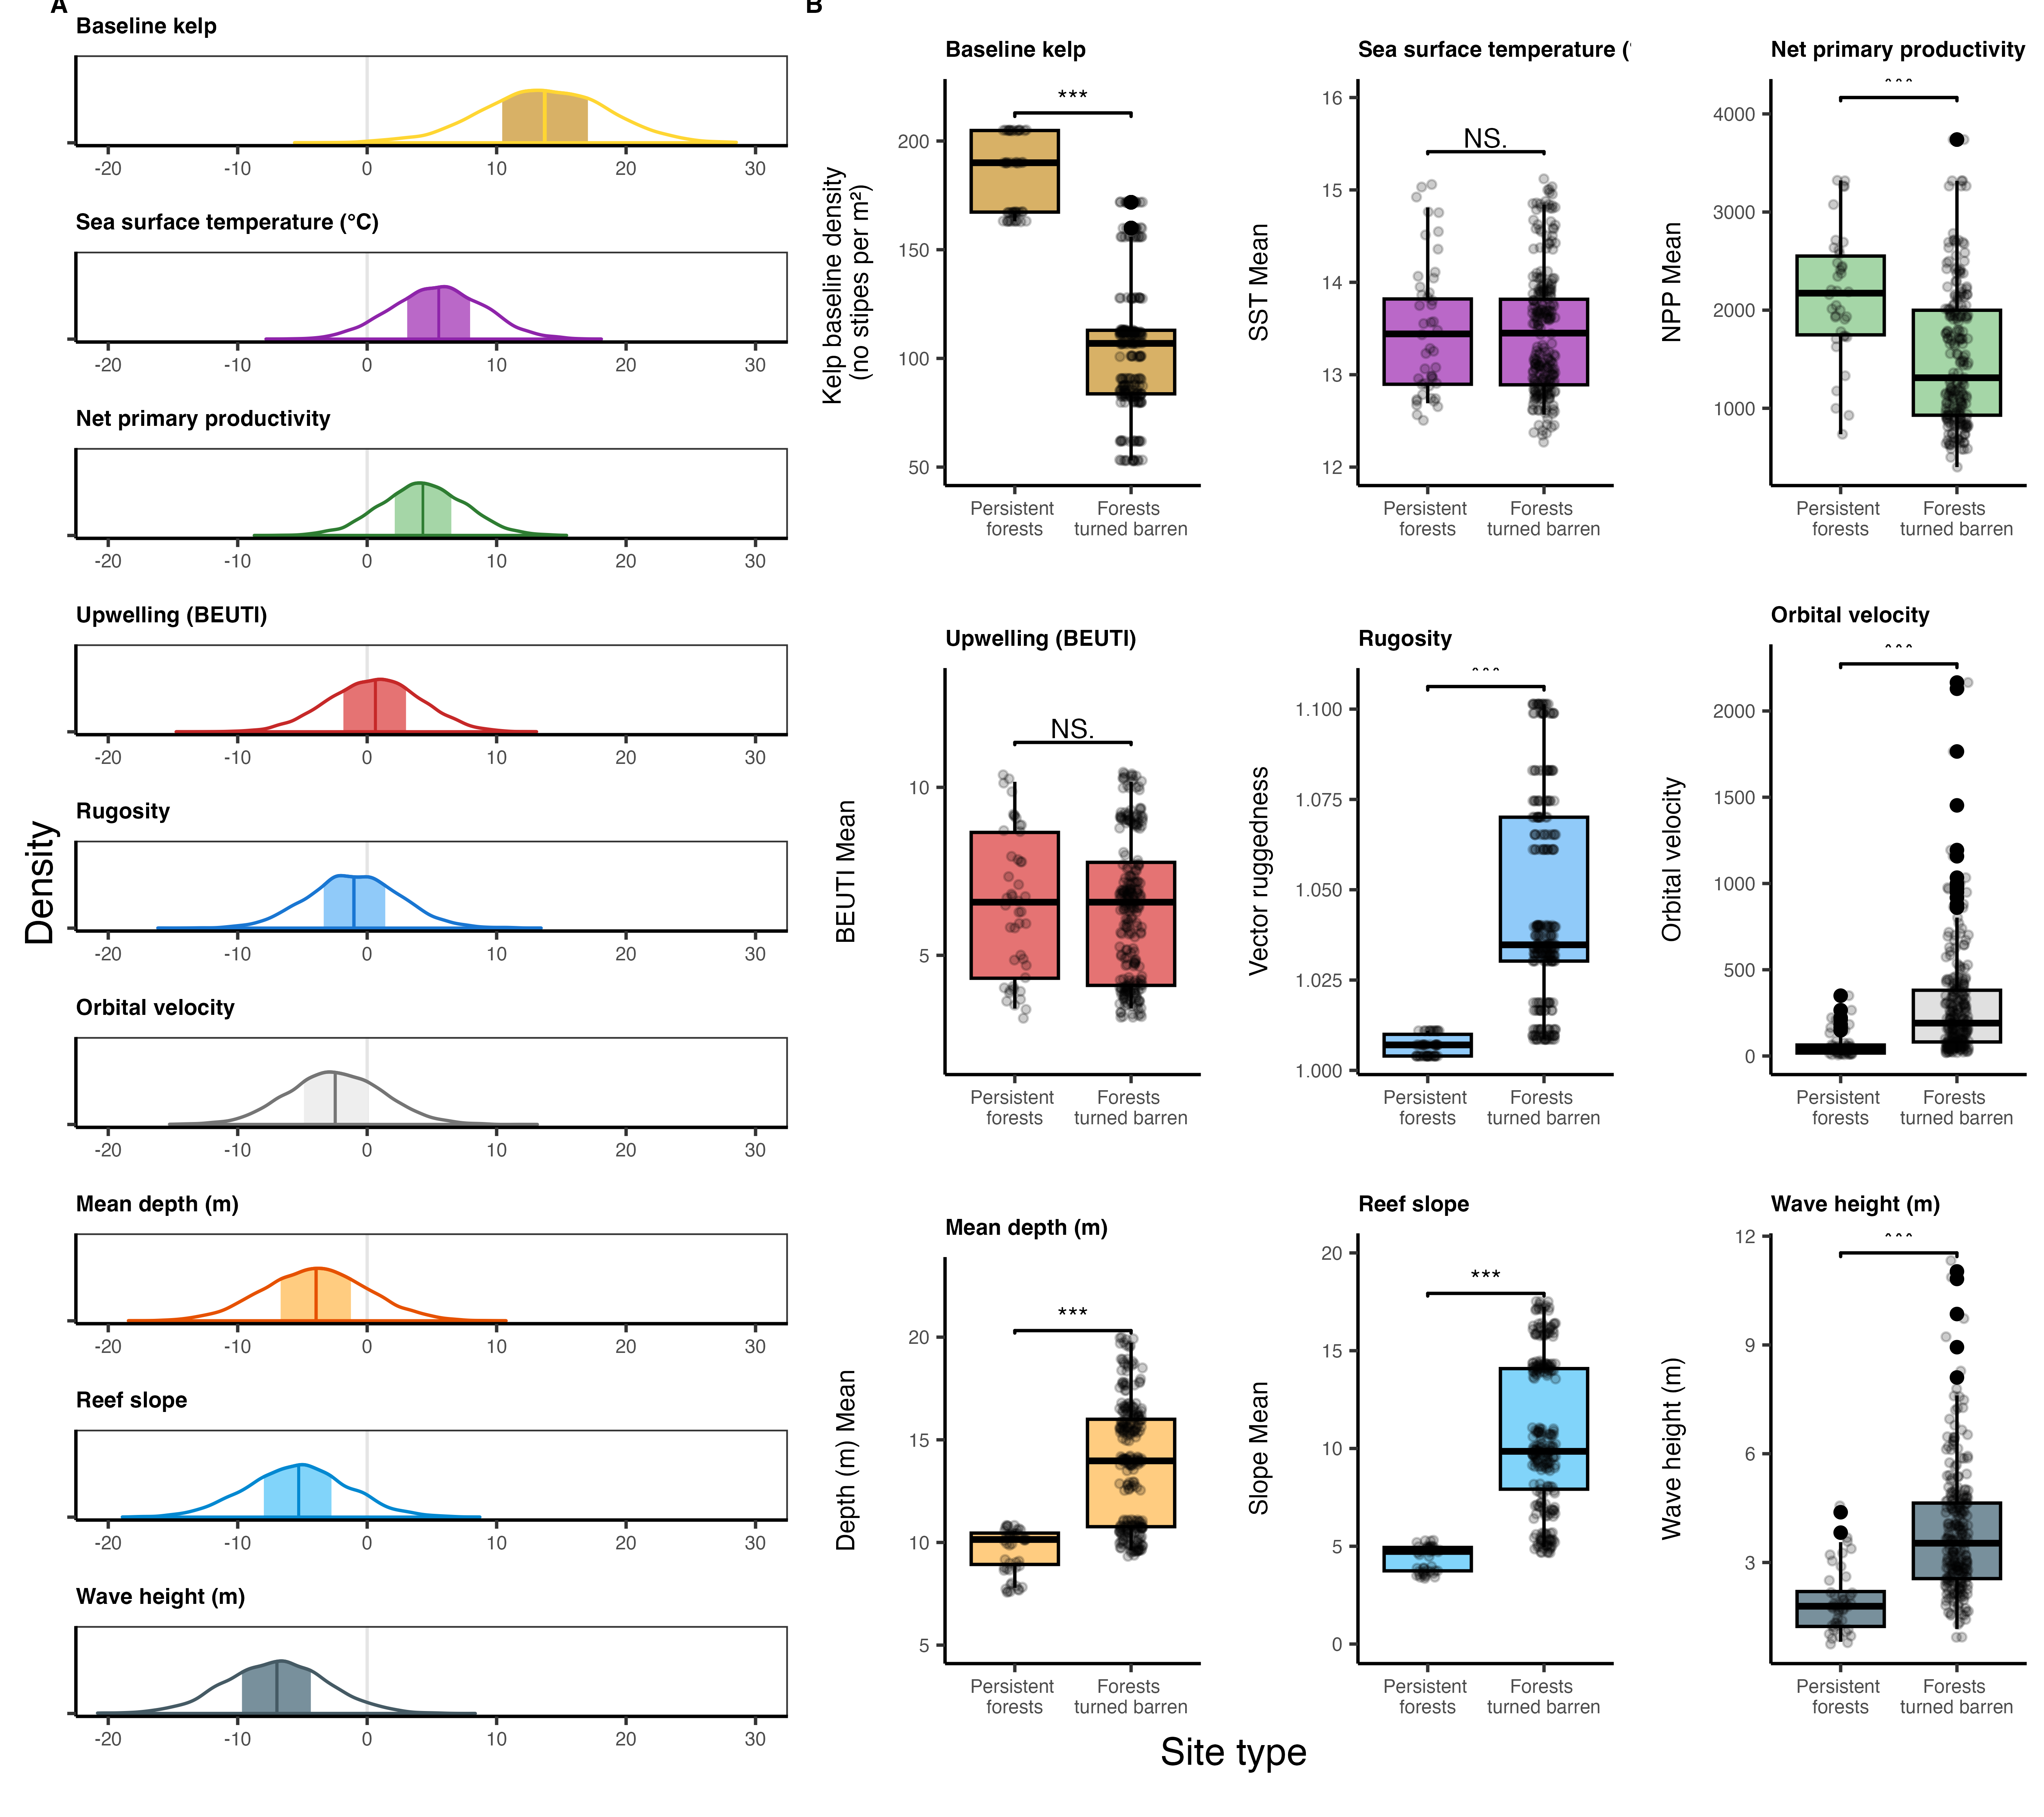 A
Baseline kelp
-20 -10 0 10 20 30
Sea surface temperature (°C)
-20 -10 0 10 20 30
Net primary productivity
-20 -10 0 10 20 30
Upwelling (BEUTI)
-20 -10 0 10 20 30
Rugosity
-20 -10 0 10 20 30
Orbital velocity
-20 -10 0 10 20 30
Mean depth (m)
-20 -10 0 10 20 30
Reef slope
-20 -10 0 10 20 30
Wave height (m)
-20 -10 0 10 20 30
Density
B
Baseline kelp
***
200
150
100
50
Kelp baseline density
(no stipes per m²)
Persistent
forests
Forests
turned barren
Sea surface temperature (
NS.
16
15
14
13
12
SST Mean
Persistent
forests
Forests
turned barren
Net primary productivity
4000
3000
2000
1000
NPP Mean
Persistent
forests
Forests
turned barren
Upwelling (BEUTI)
NS.
10
5
BEUTI Mean
Persistent
forests
Forests
turned barren
Rugosity
1.100
1.075
1.050
1.025
1.000
Vector ruggedness
Persistent
forests
Forests
turned barren
Orbital velocity
2000
1500
1000
500
0
Orbital velocity
Persistent
forests
Forests
turned barren
Mean depth (m)
***
20
15
10
5
Depth (m) Mean
Persistent
forests
Forests
turned barren
Reef slope
***
20
15
10
5
0
Slope Mean
Persistent
forests
Forests
turned barren
Wave height (m)
12
9
6
3
Wave height (m)
Persistent
forests
Forests
turned barren
Site type